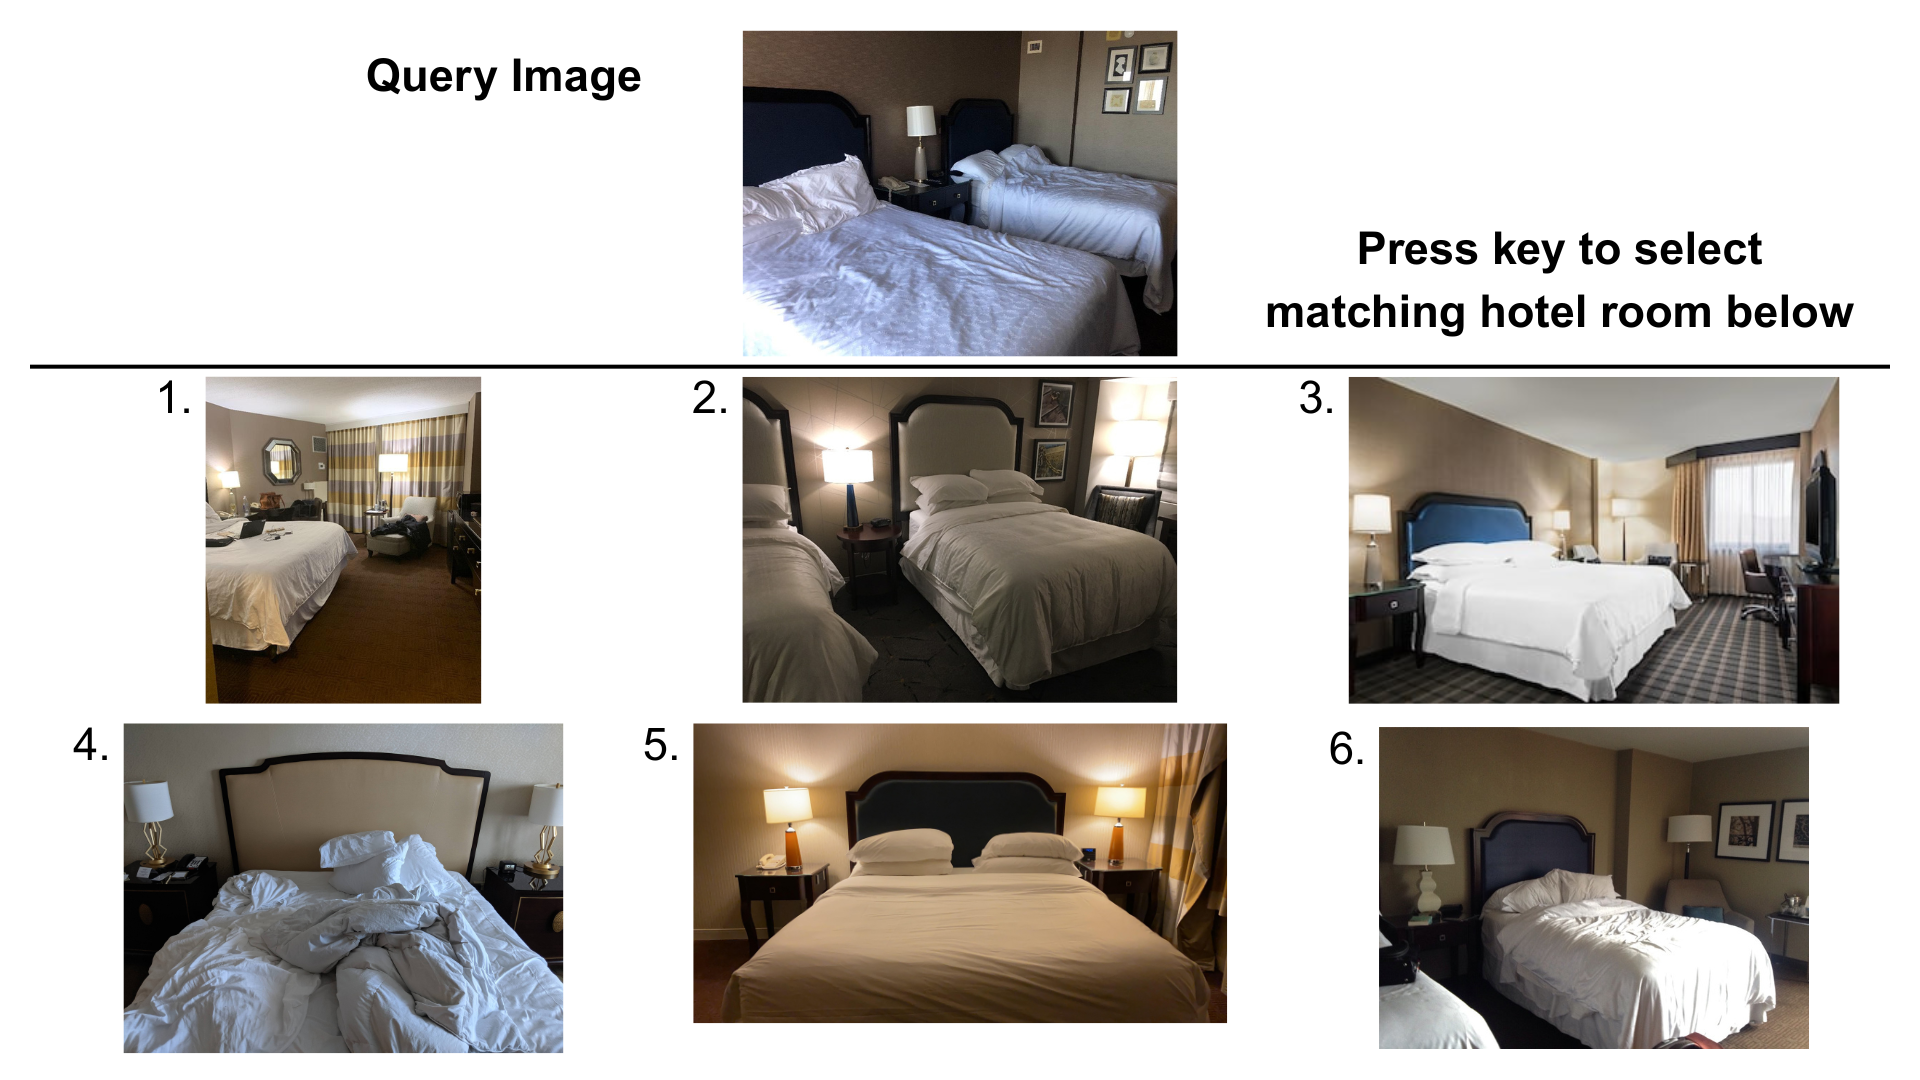 Query Image
Press key to select
matching hotel room below
1.
2.
3.
4.
5.
6.